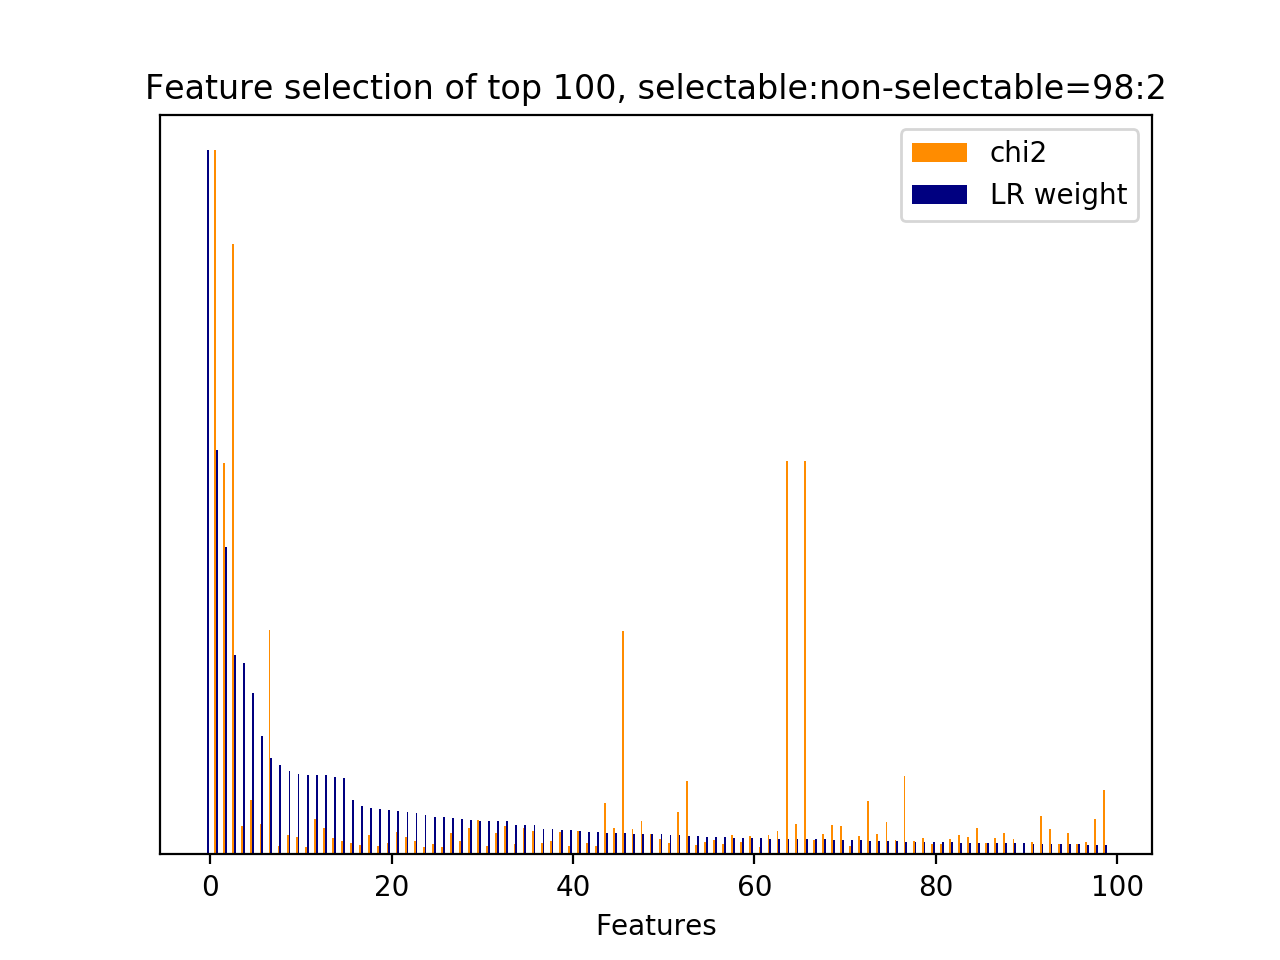 Feature selection of top 100, selectable:non-selectable=98:2
chi2
LR weight
0 20 40 60 80 100
Features